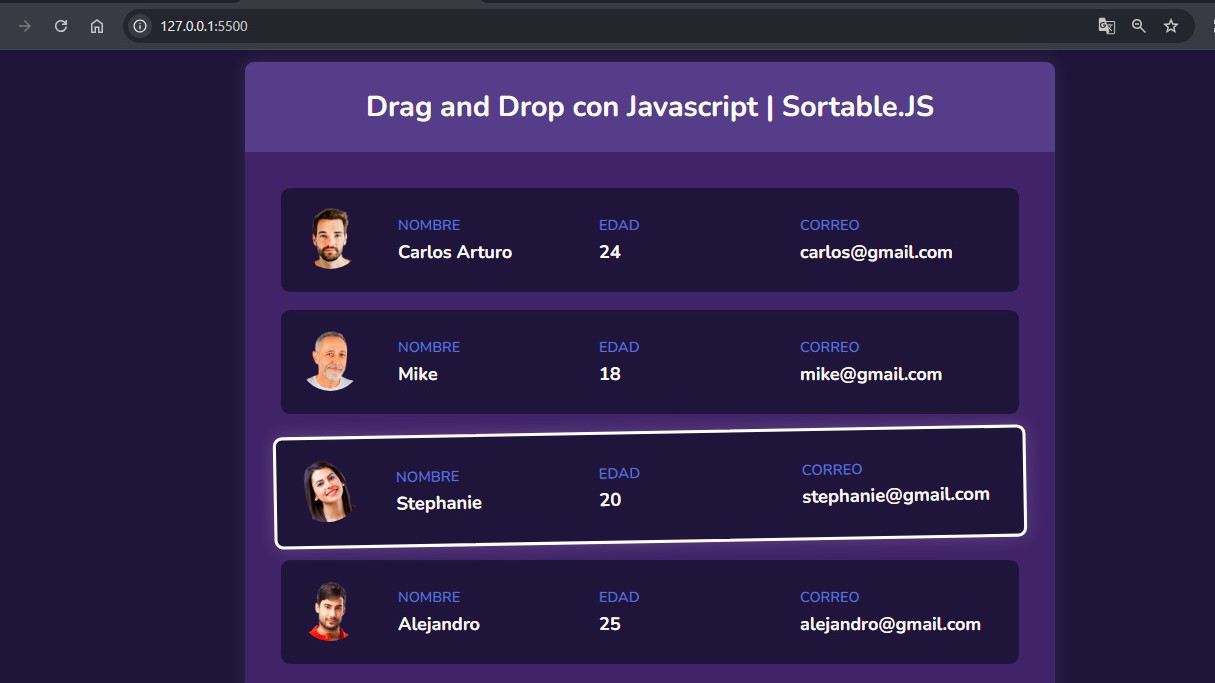 127.0.0.1:5500
Drag and Drop con Javascript | Sortable.JS
NOMBRE EDAD CORREO
Carlos Arturo 24 carlos@gmail.com
NOMBRE EDAD CORREO
Mike 18 mike@gmail.com
NOMBRE EDAD CORREO
Stephanie 20 stephanie@gmail.com
NOMBRE EDAD CORREO
Alejandro 25 alejandro@gmail.com